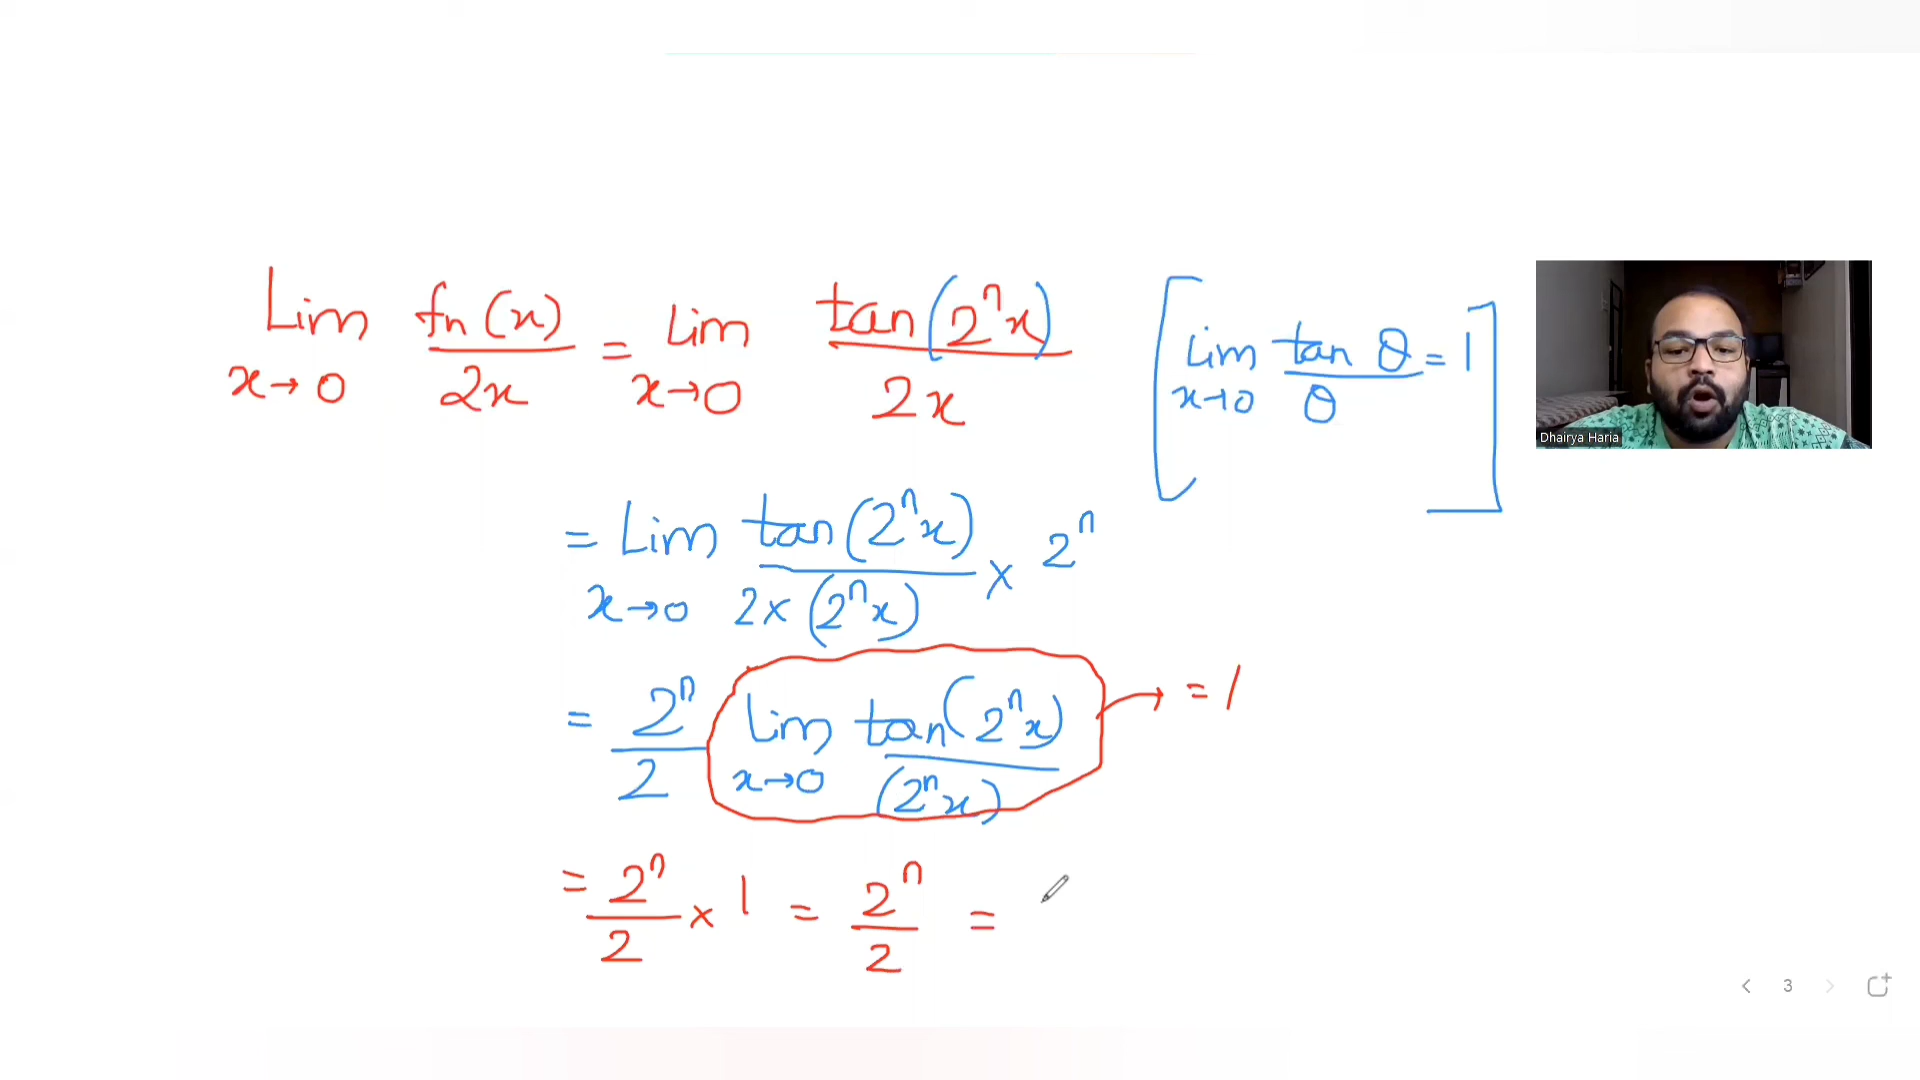 Lim fn(x) = Lim tan(2ⁿx)
x→0 2x x→0 2x
[Lim tan θ = 1]
x→0 θ
Dhairya Haria
= Lim tan(2ⁿx) × 2ⁿ
x→0 2×(2ⁿx)
= 2ⁿ Lim tan(2ⁿx) → = 1
2 x→0 (2ⁿx)
= 2ⁿ × 1 = 2ⁿ =
2 2
3